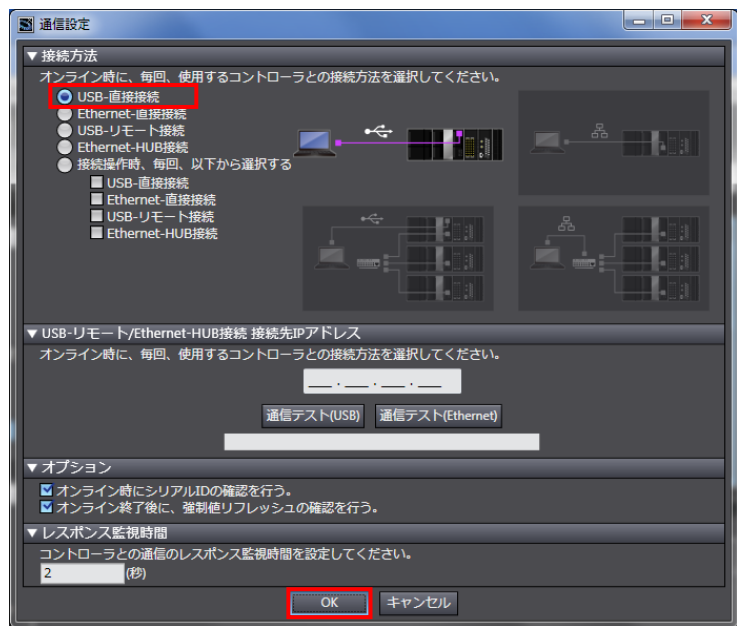 通信設定
▼ 接続方法
オンライン時に、毎回、使用するコントローラとの接続方法を選択してください。
USB-直接接続
Ethernet-直接接続
USB-リモート接続
Ethernet-HUB接続
接続操作時、毎回、以下から選択する
USB-直接接続
Ethernet-直接接続
USB-リモート接続
Ethernet-HUB接続
▼ USB-リモート/Ethernet-HUB接続 接続先IPアドレス
オンライン時に、毎回、使用するコントローラとの接続方法を選択してください。
___ . ___ . ___ . ___
通信テスト(USB) 通信テスト(Ethernet)
▼ オプション
オンライン時にシリアルIDの確認を行う。
オンライン終了後に、強制値リフレッシュの確認を行う。
▼ レスポンス監視時間
コントローラとの通信のレスポンス監視時間を設定してください。
2 (秒)
OK キャンセル